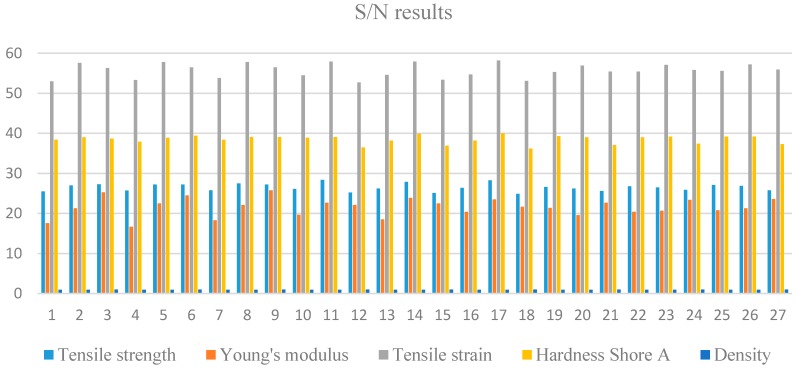 S/N results
60
50
40
30
20
10
0
1 2 3 4 5 6 7 8 9 10 11 12 13 14 15 16 17 18 19 20 21 22 23 24 25 26 27
Tensile strength Young's modulus Tensile strain Hardness Shore A Density